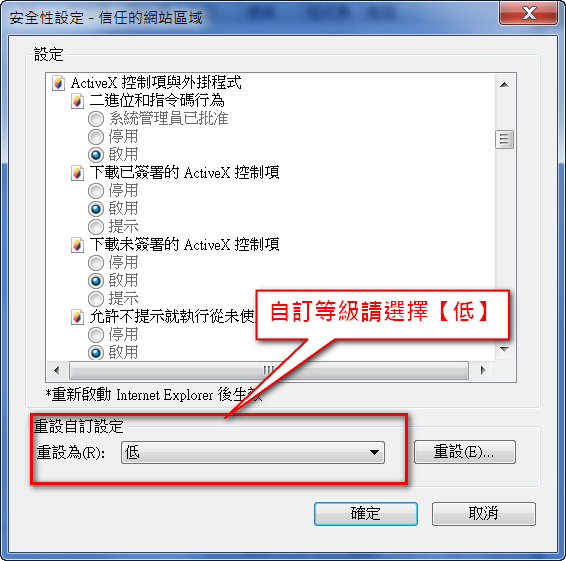 安全性設定 - 信任的網站區域
設定
ActiveX 控制項與外掛程式
二進位和指令碼行為
系統管理員已批准
停用
啟用
下載已簽署的 ActiveX 控制項
停用
啟用
提示
下載未簽署的 ActiveX 控制項
停用
啟用
提示
自訂等級請選擇【低】
允許不提示就執行從未使
停用
啟用
*重新啟動 Internet Explorer 後生效
重設自訂設定
重設為(R):
低
重設(E)...
確定
取消